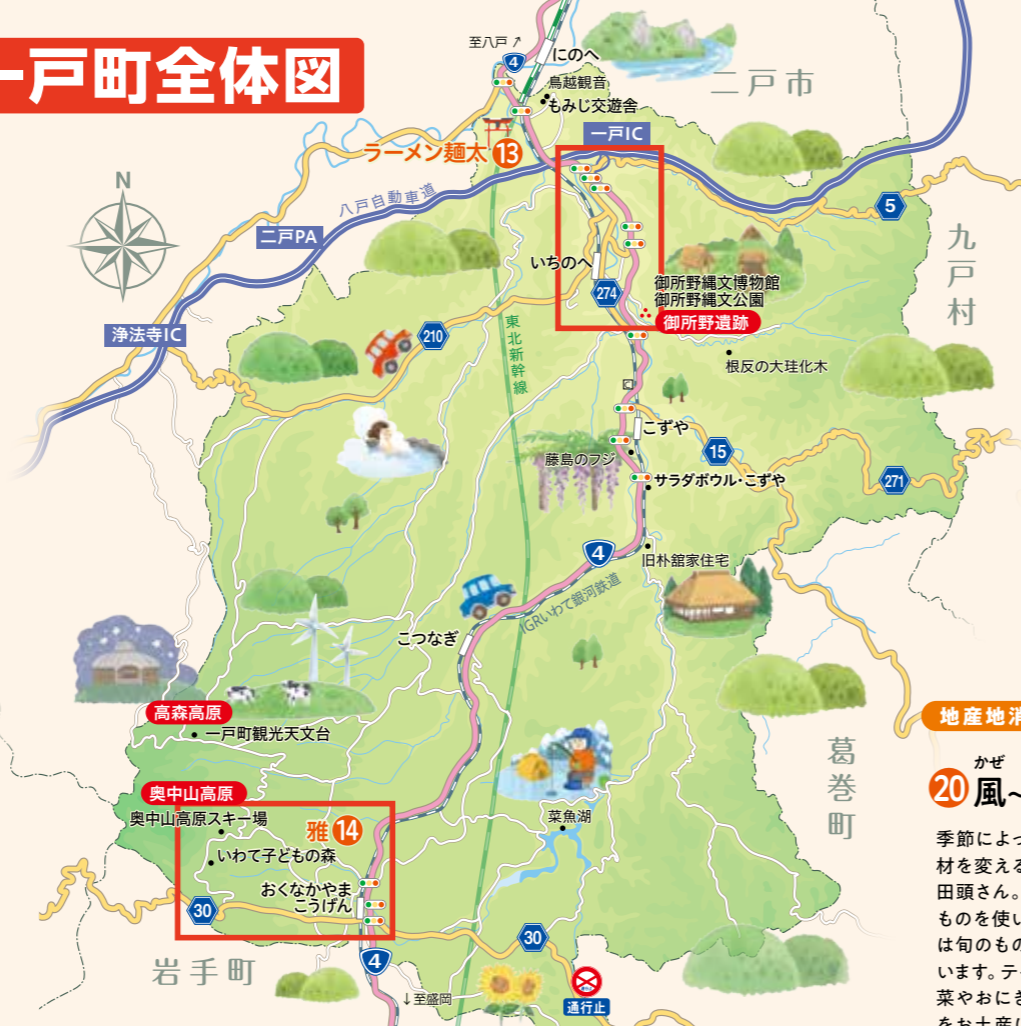 一戸町全体図
至八戸↗
4
にのへ
鳥越観音
もみじ交遊舎
二戸市
一戸IC
ラーメン麺太 13
N
八戸自動車道
二戸PA
浄法寺IC
5
九戸村
いちのへ
274
御所野縄文博物館
御所野縄文公園
御所野遺跡
210
東北新幹線
根反の大珪化木
こずや
15
藤島のフジ
サラダボウル・こずや
271
4
旧朴舘家住宅
IGRいわて銀河鉄道
こつなぎ
高森高原
一戸町観光天文台
奥中山高原
奥中山高原スキー場
雅 14
いわて子どもの森
おくなかやま
こうげん
30
菜魚湖
葛巻町
30
岩手町
4
↓至盛岡
通行止
地産地消
かぜ
20 風〜
季節によっ
材を変える
田頭さん。
ものを使い
は旬のもの
います。テ
菜やおにぎ
をお土産に